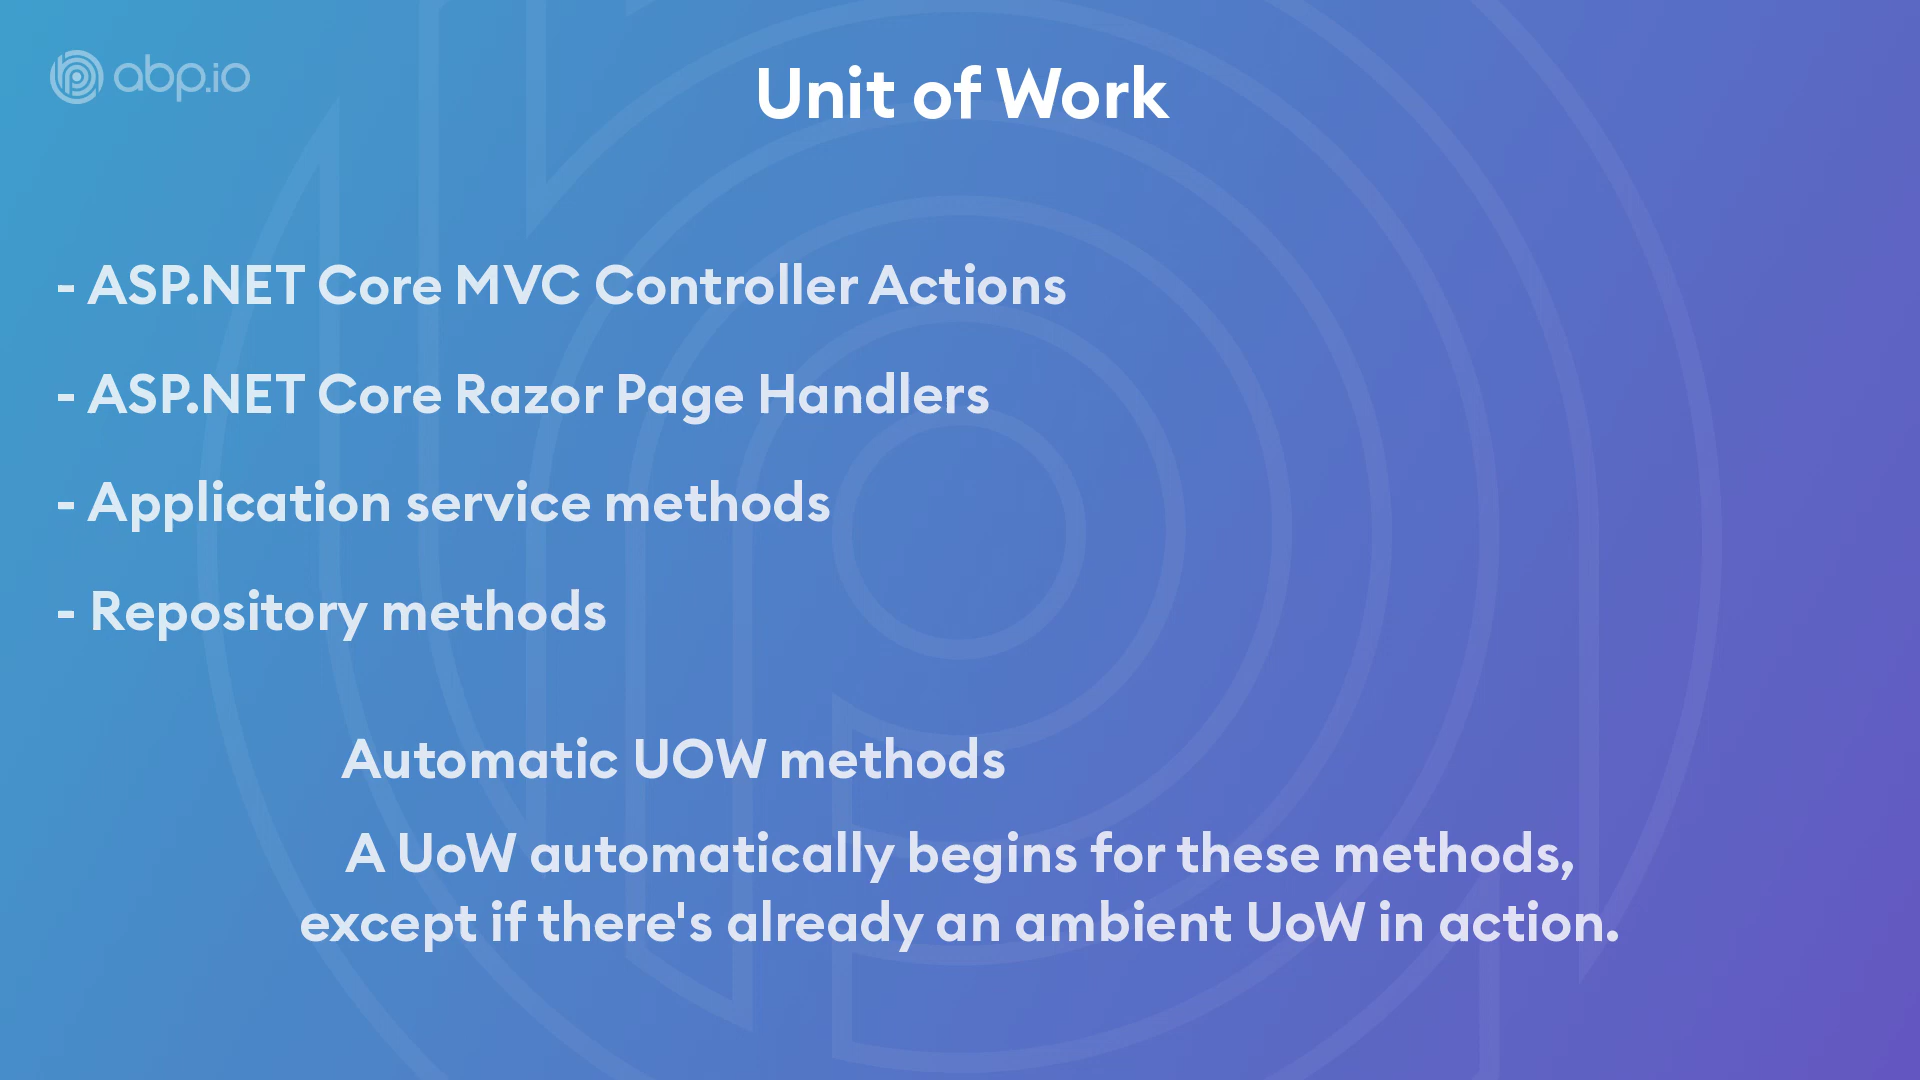 abp.io
Unit of Work
- ASP.NET Core MVC Controller Actions
- ASP.NET Core Razor Page Handlers
- Application service methods
- Repository methods
Automatic UOW methods
A UoW automatically begins for these methods,
except if there's already an ambient UoW in action.